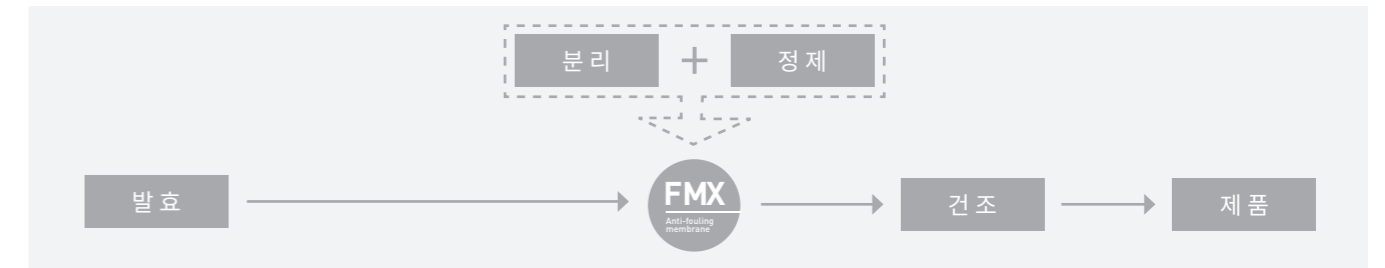 분리 + 정제
발효
FMX
Anti-fouling
membrane
건조
제품